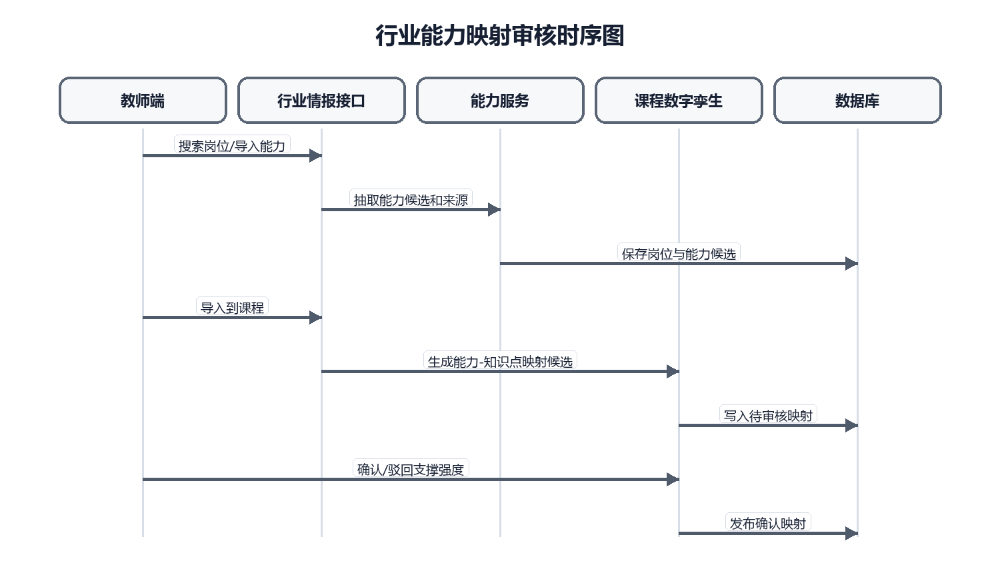 行业能力映射审核时序图
教师端
行业情报接口
能力服务
课程数字孪生
数据库
搜索岗位/导入能力
抽取能力候选和来源
保存岗位与能力候选
导入到课程
生成能力-知识点映射候选
写入待审核映射
确认/驳回支撑强度
发布确认映射